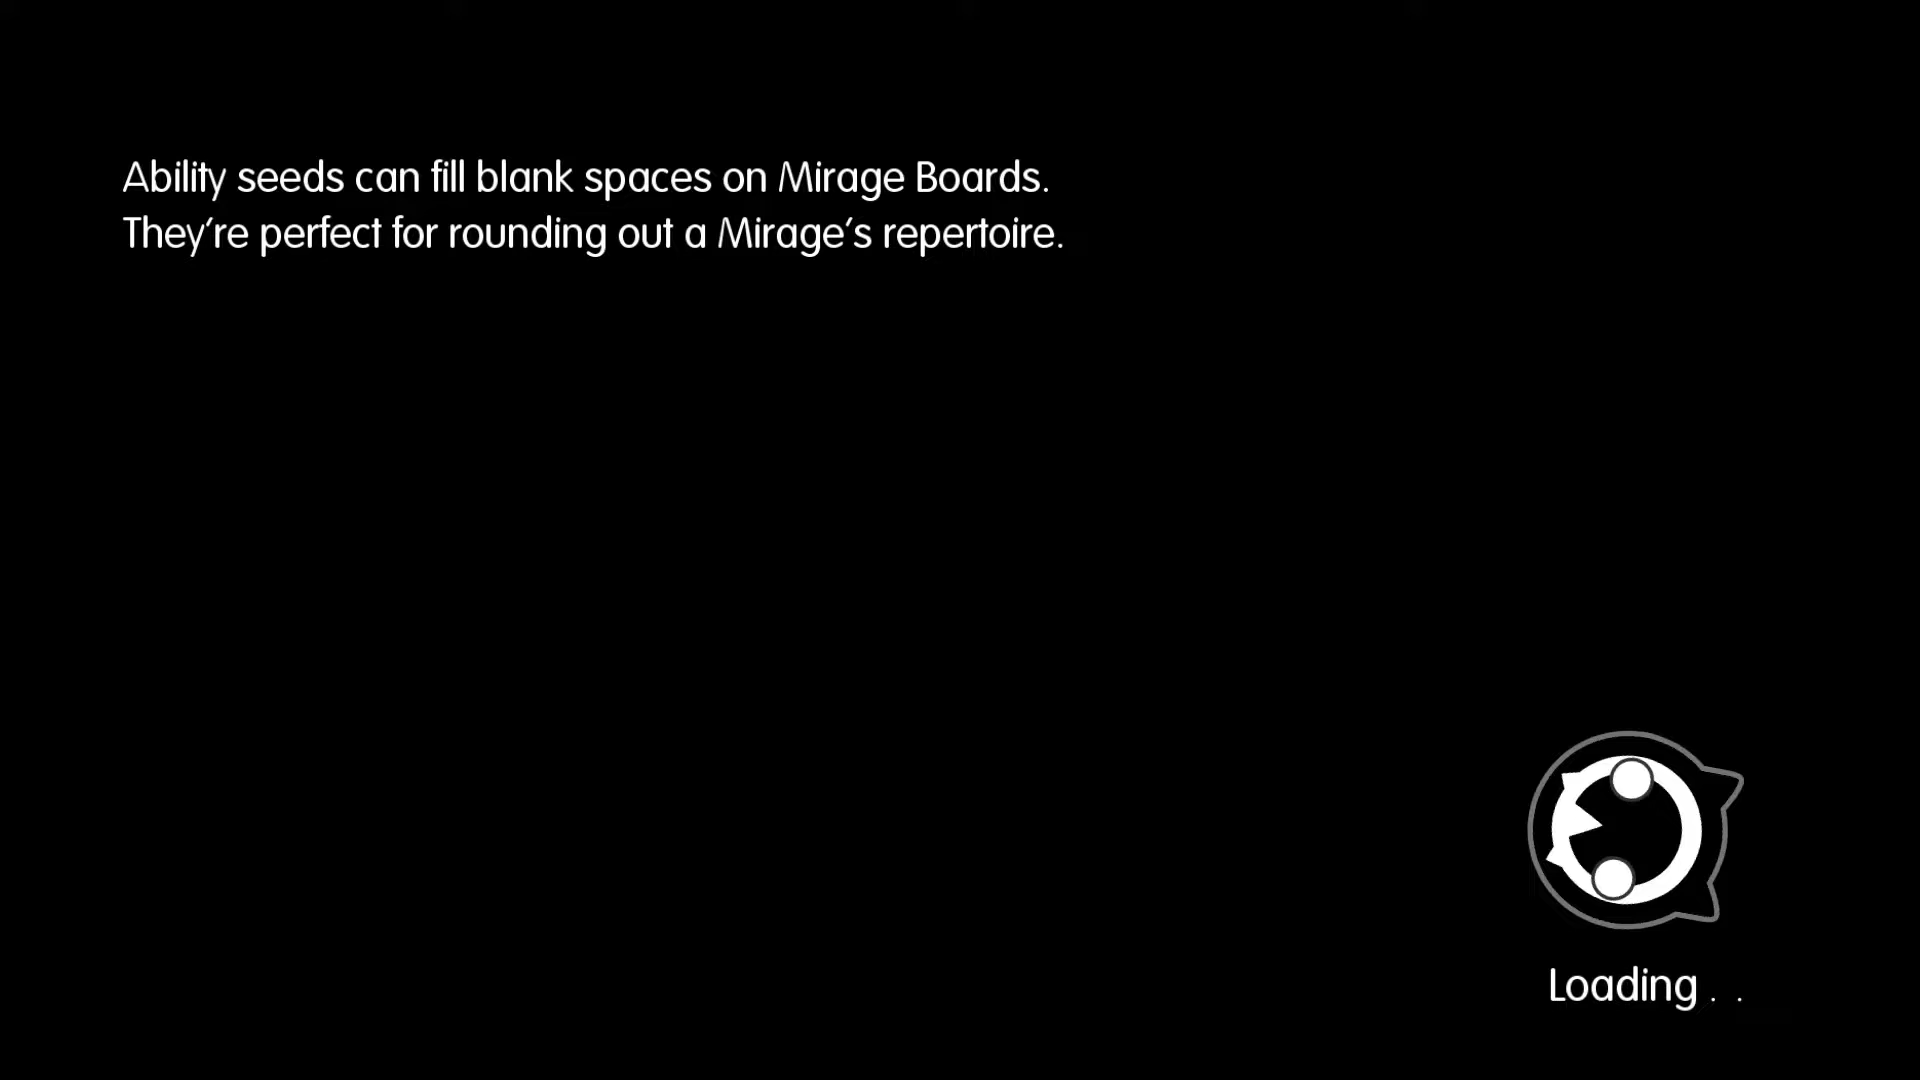 Ability seeds can fill blank spaces on Mirage Boards.
They're perfect for rounding out a Mirage's repertoire.
Loading . .